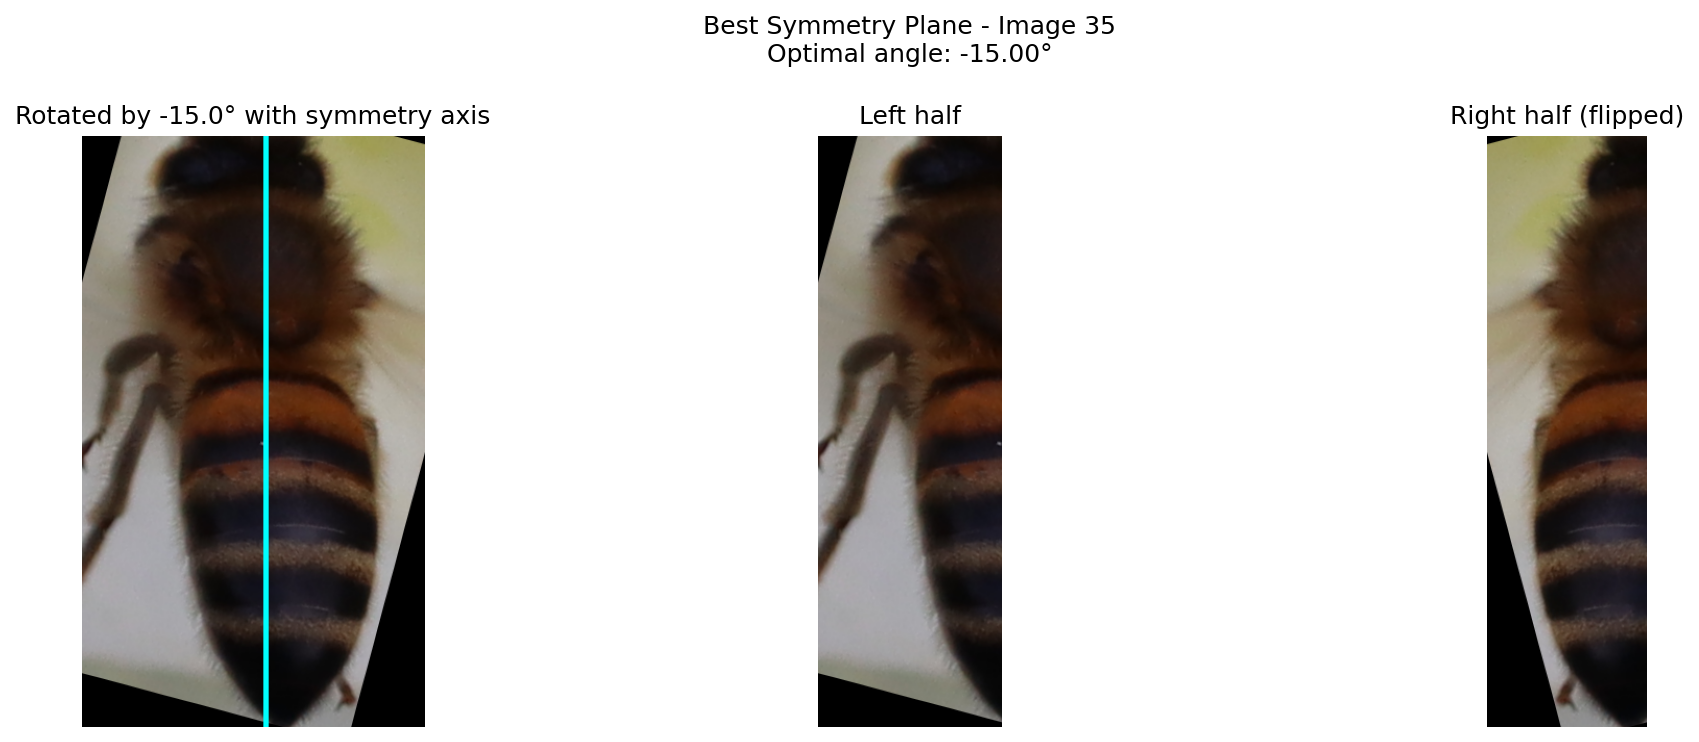 Best Symmetry Plane - Image 35
Optimal angle: -15.00°
Rotated by -15.0° with symmetry axis
Left half
Right half (flipped)